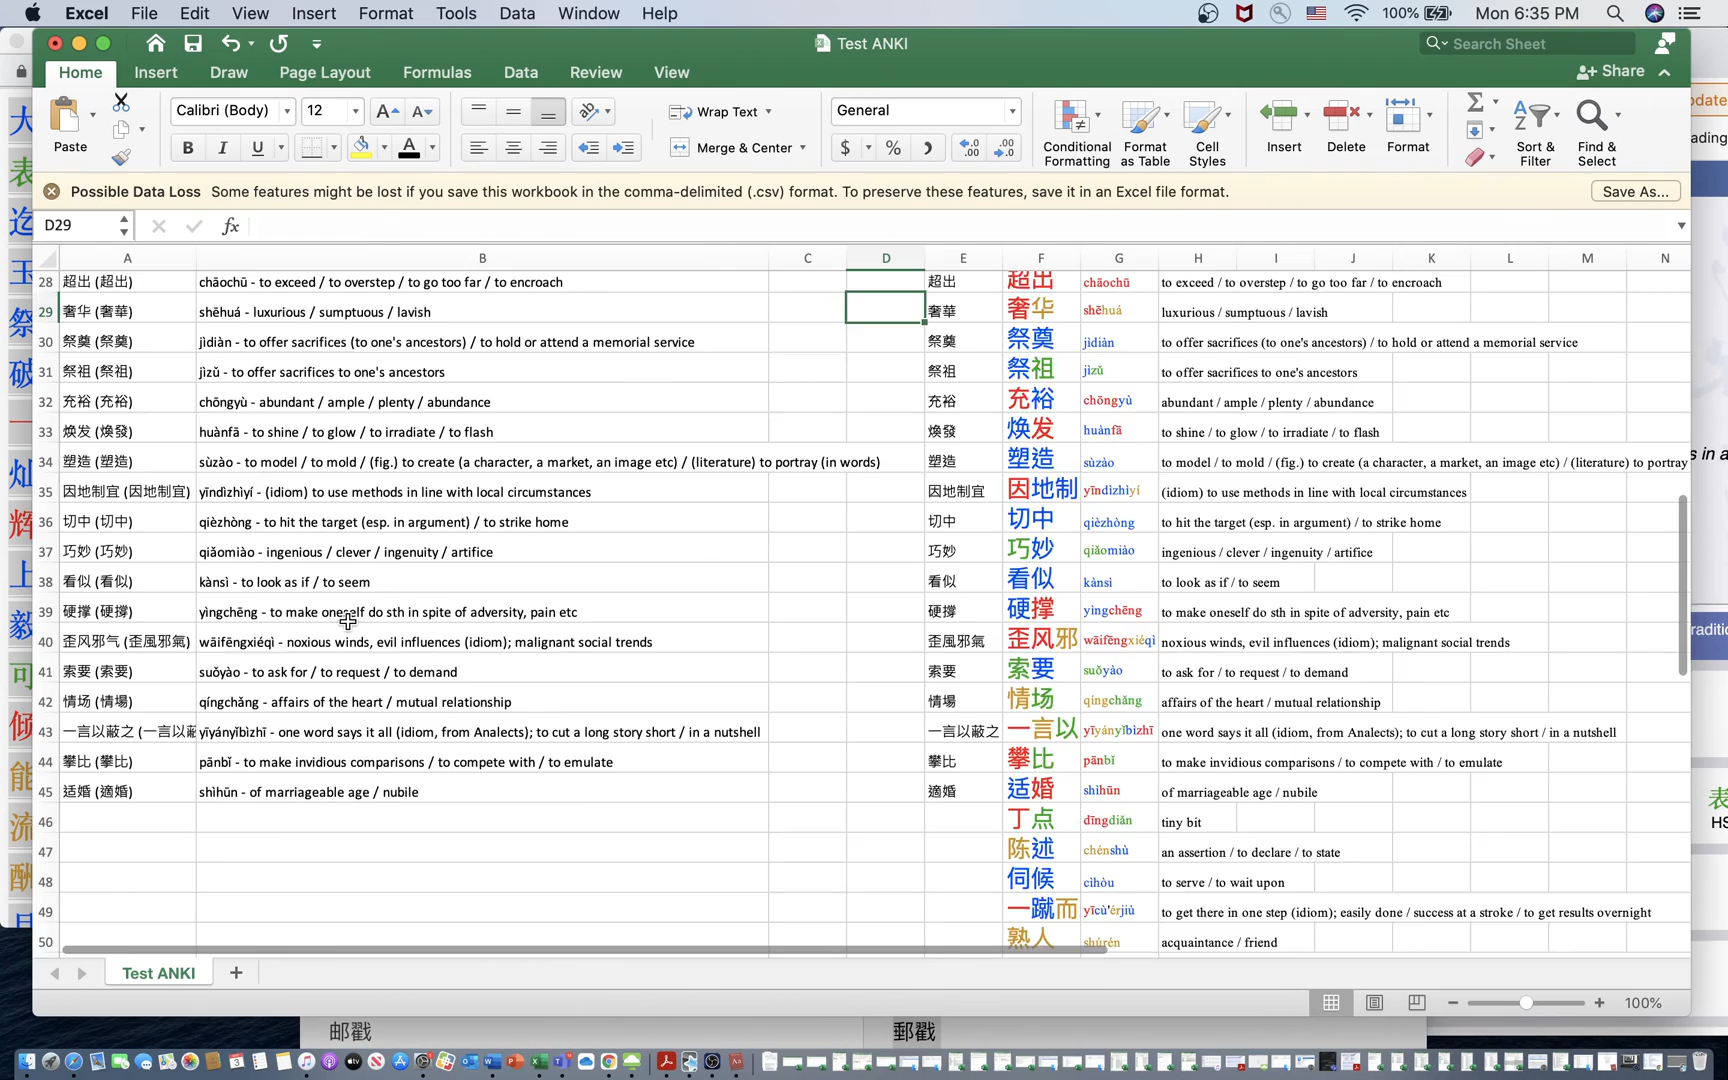 Excel File Edit View Insert Format Tools Data Window Help 100% Mon 6:35 PM
Test ANKI
Search Sheet
Home Insert Draw Page Layout Formulas Data Review View Share
Paste Calibri (Body) 12 Wrap Text General
B I U Merge & Center $ % Conditional Formatting Format as Table Cell Styles Insert Delete Format Sort & Filter Find & Select
Possible Data Loss Some features might be lost if you save this workbook in the comma-delimited (.csv) format. To preserve these features, save it in an Excel file format. Save As...
D29 fx
A B C D E F G H I J K L M N
28 超出 (超出) chāochū - to exceed / to overstep / to go too far / to encroach 超出 超出 chāochū to exceed / to overstep / to go too far / to encroach
29 奢华 (奢華) shēhuá - luxurious / sumptuous / lavish 奢華 奢华 shēhuá luxurious / sumptuous / lavish
30 祭奠 (祭奠) jìdiàn - to offer sacrifices (to one's ancestors) / to hold or attend a memorial service 祭奠 祭奠 jìdiàn to offer sacrifices (to one's ancestors) / to hold or attend a memorial service
31 祭祖 (祭祖) jìzǔ - to offer sacrifices to one's ancestors 祭祖 祭祖 jìzǔ to offer sacrifices to one's ancestors
32 充裕 (充裕) chōngyù - abundant / ample / plenty / abundance 充裕 充裕 chōngyù abundant / ample / plenty / abundance
33 焕发 (煥發) huànfā - to shine / to glow / to irradiate / to flash 煥發 焕发 huànfā to shine / to glow / to irradiate / to flash
34 塑造 (塑造) sùzào - to model / to mold / (fig.) to create (a character, a market, an image etc) / (literature) to portray (in words) 塑造 塑造 sùzào to model / to mold / (fig.) to create (a character, a market, an image etc) / (literature) to portray
35 因地制宜 (因地制宜) yīndìzhìyí - (idiom) to use methods in line with local circumstances 因地制宜 因地制 yīndìzhìyí (idiom) to use methods in line with local circumstances
36 切中 (切中) qièzhòng - to hit the target (esp. in argument) / to strike home 切中 切中 qièzhòng to hit the target (esp. in argument) / to strike home
37 巧妙 (巧妙) qiǎomiào - ingenious / clever / ingenuity / artifice 巧妙 巧妙 qiǎomiào ingenious / clever / ingenuity / artifice
38 看似 (看似) kànsì - to look as if / to seem 看似 看似 kànsì to look as if / to seem
39 硬撑 (硬撐) yìngchēng - to make oneself do sth in spite of adversity, pain etc 硬撐 硬撑 yìngchēng to make oneself do sth in spite of adversity, pain etc
40 歪风邪气 (歪風邪氣) wāifēngxiéqì - noxious winds, evil influences (idiom); malignant social trends 歪風邪氣 歪风邪 wāifēngxiéqì noxious winds, evil influences (idiom); malignant social trends
41 索要 (索要) suǒyào - to ask for / to request / to demand 索要 索要 suǒyào to ask for / to request / to demand
42 情场 (情場) qíngchǎng - affairs of the heart / mutual relationship 情場 情场 qíngchǎng affairs of the heart / mutual relationship
43 一言以蔽之 (一言以蔽 yīyányǐbìzhī - one word says it all (idiom, from Analects); to cut a long story short / in a nutshell 一言以蔽之 一言以 yīyányǐbìzhī one word says it all (idiom, from Analects); to cut a long story short / in a nutshell
44 攀比 (攀比) pānbǐ - to make invidious comparisons / to compete with / to emulate 攀比 攀比 pānbǐ to make invidious comparisons / to compete with / to emulate
45 适婚 (適婚) shìhūn - of marriageable age / nubile 適婚 适婚 shìhūn of marriageable age / nubile
46 丁点 dīngdiǎn tiny bit
47 陈述 chénshù an assertion / to declare / to state
48 伺候 cìhòu to serve / to wait upon
49 一蹴而 yīcù'érjiù to get there in one step (idiom); easily done / success at a stroke / to get results overnight
50 熟人 shúrén acquaintance / friend
Test ANKI
100%
邮戳 郵戳